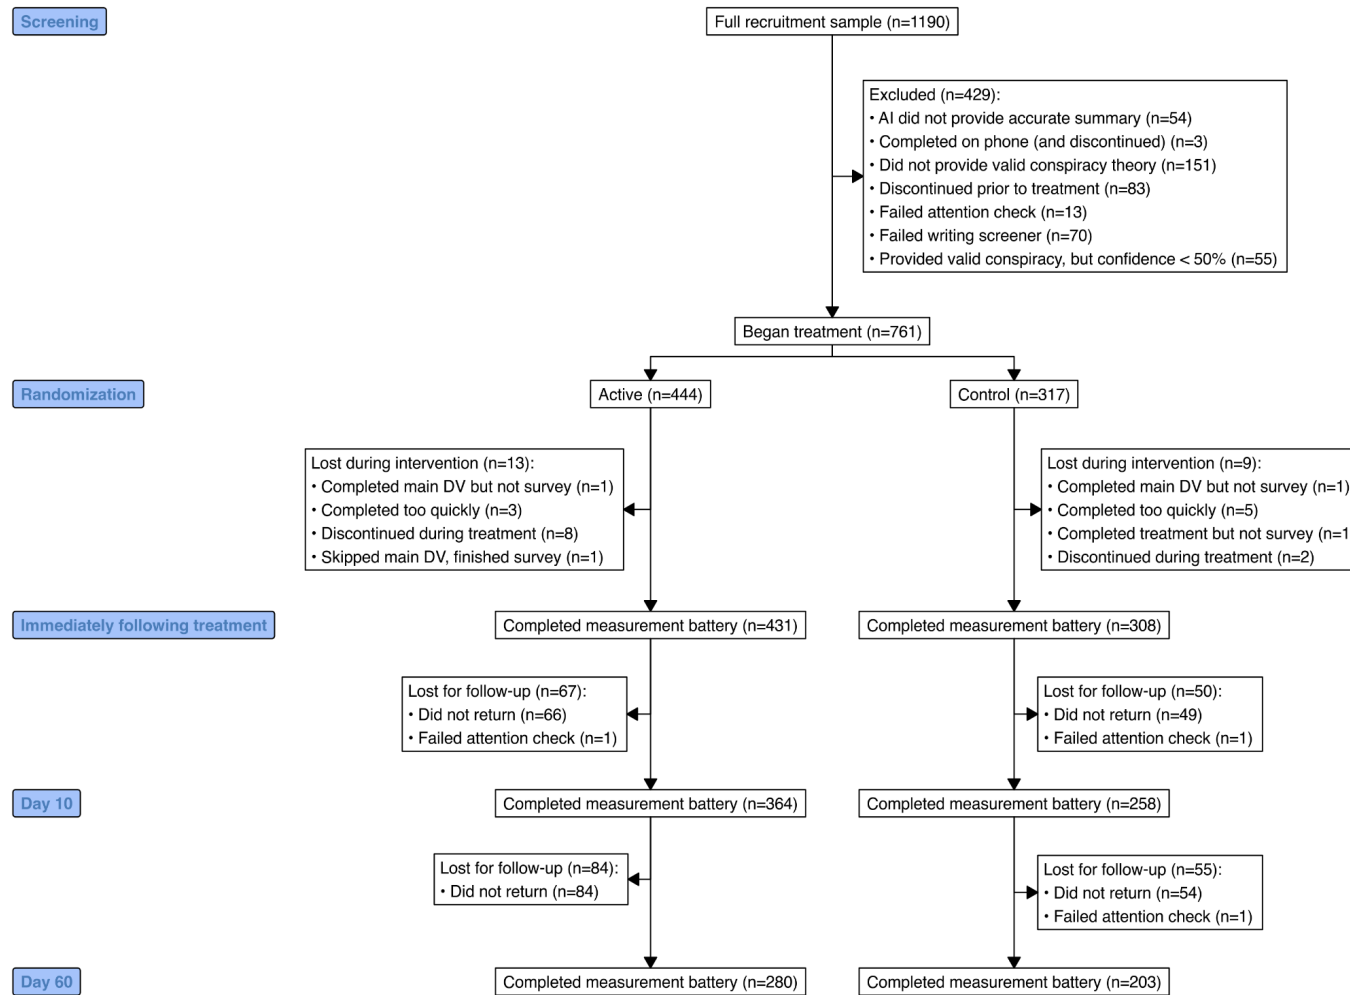 Screening
Full recruitment sample (n=1190)
Excluded (n=429):
• AI did not provide accurate summary (n=54)
• Completed on phone (and discontinued) (n=3)
• Did not provide valid conspiracy theory (n=151)
• Discontinued prior to treatment (n=83)
• Failed attention check (n=13)
• Failed writing screener (n=70)
• Provided valid conspiracy, but confidence < 50% (n=55)
Began treatment (n=761)
Randomization
Active (n=444)
Control (n=317)
Lost during intervention (n=13):
• Completed main DV but not survey (n=1)
• Completed too quickly (n=3)
• Discontinued during treatment (n=8)
• Skipped main DV, finished survey (n=1)
Lost during intervention (n=9):
• Completed main DV but not survey (n=1)
• Completed too quickly (n=5)
• Completed treatment but not survey (n=1
• Discontinued during treatment (n=2)
Immediately following treatment
Completed measurement battery (n=431)
Completed measurement battery (n=308)
Lost for follow-up (n=67):
• Did not return (n=66)
• Failed attention check (n=1)
Lost for follow-up (n=50):
• Did not return (n=49)
• Failed attention check (n=1)
Day 10
Completed measurement battery (n=364)
Completed measurement battery (n=258)
Lost for follow-up (n=84):
• Did not return (n=84)
Lost for follow-up (n=55):
• Did not return (n=54)
• Failed attention check (n=1)
Day 60
Completed measurement battery (n=280)
Completed measurement battery (n=203)